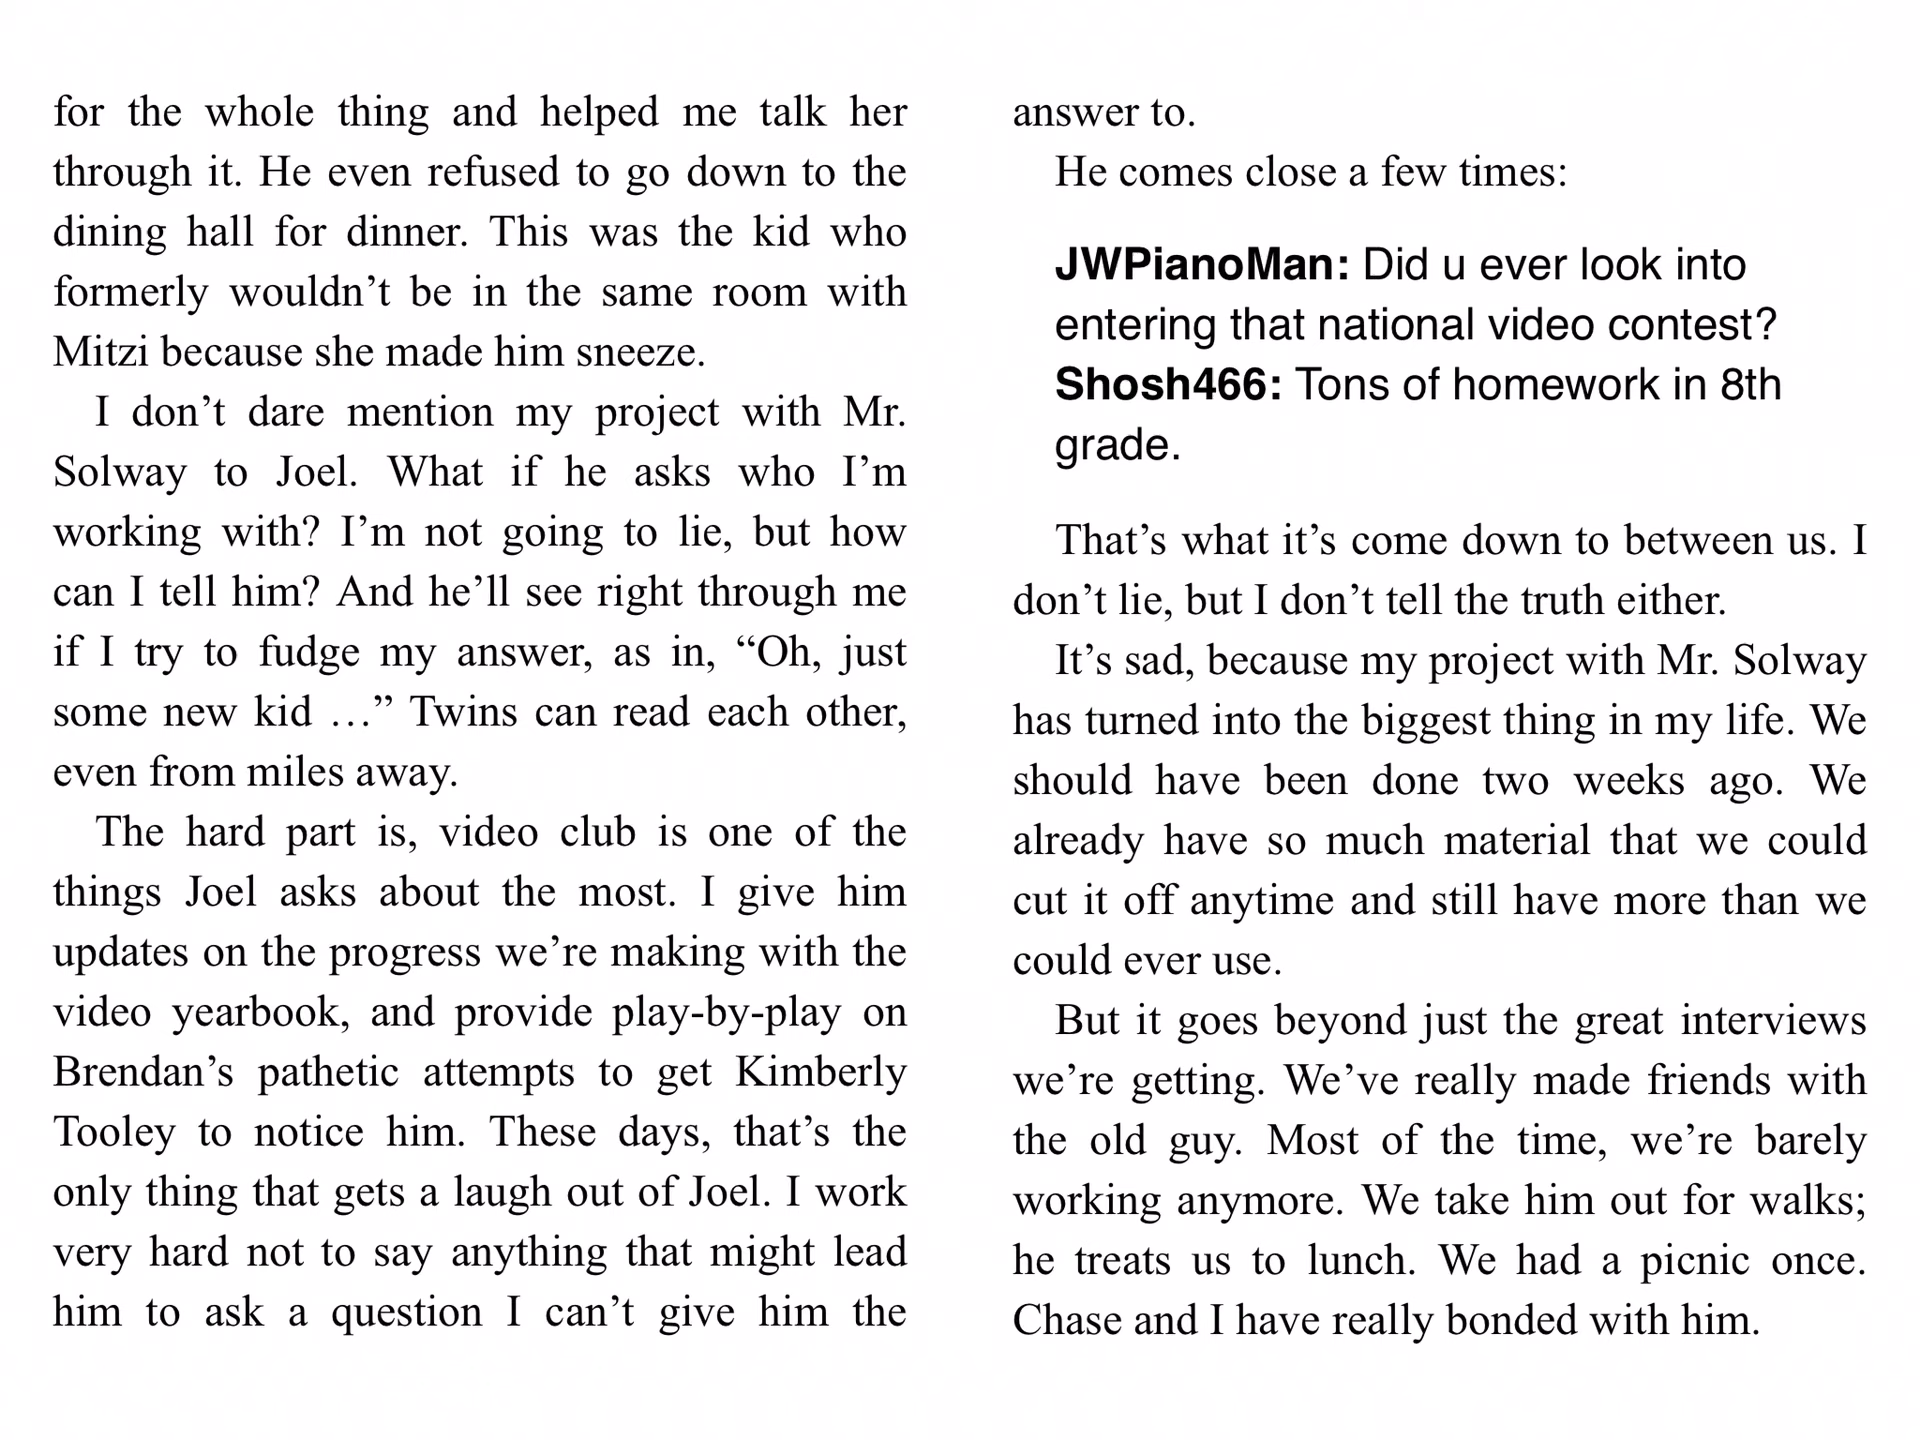 for the whole thing and helped me talk her
through it. He even refused to go down to the
dining hall for dinner. This was the kid who
formerly wouldn’t be in the same room with
Mitzi because she made him sneeze.
I don’t dare mention my project with Mr.
Solway to Joel. What if he asks who I’m
working with? I’m not going to lie, but how
can I tell him? And he’ll see right through me
if I try to fudge my answer, as in, “Oh, just
some new kid …” Twins can read each other,
even from miles away.
The hard part is, video club is one of the
things Joel asks about the most. I give him
updates on the progress we’re making with the
video yearbook, and provide play-by-play on
Brendan’s pathetic attempts to get Kimberly
Tooley to notice him. These days, that’s the
only thing that gets a laugh out of Joel. I work
very hard not to say anything that might lead
him to ask a question I can’t give him the
answer to.
He comes close a few times:
JWPianoMan: Did u ever look into
entering that national video contest?
Shosh466: Tons of homework in 8th
grade.
That’s what it’s come down to between us. I
don’t lie, but I don’t tell the truth either.
It’s sad, because my project with Mr. Solway
has turned into the biggest thing in my life. We
should have been done two weeks ago. We
already have so much material that we could
cut it off anytime and still have more than we
could ever use.
But it goes beyond just the great interviews
we’re getting. We’ve really made friends with
the old guy. Most of the time, we’re barely
working anymore. We take him out for walks;
he treats us to lunch. We had a picnic once.
Chase and I have really bonded with him.